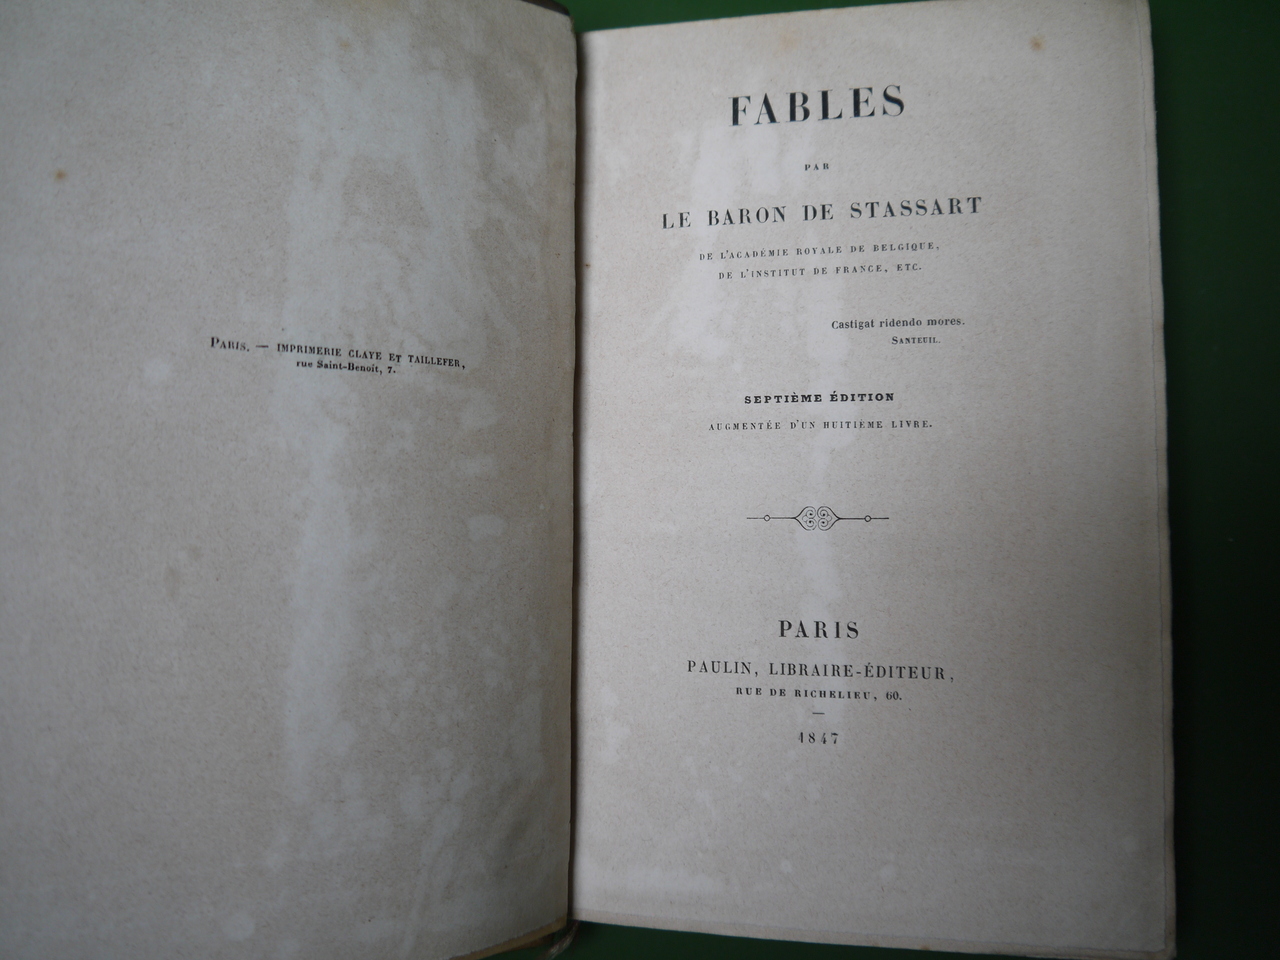 Paris. — IMPRIMERIE CLAYE ET TAILLEFER,
rue Saint-Benoît, 7.
FABLES
PAR
LE BARON DE STASSART
DE L'ACADÉMIE ROYALE DE BELGIQUE,
DE L'INSTITUT DE FRANCE, ETC.
Castigat ridendo mores.
SANTEUIL.
SEPTIÈME ÉDITION
AUGMENTÉE D'UN HUITIÈME LIVRE.
PARIS
PAULIN, LIBRAIRE-ÉDITEUR,
RUE DE RICHELIEU, 60.
—
1847